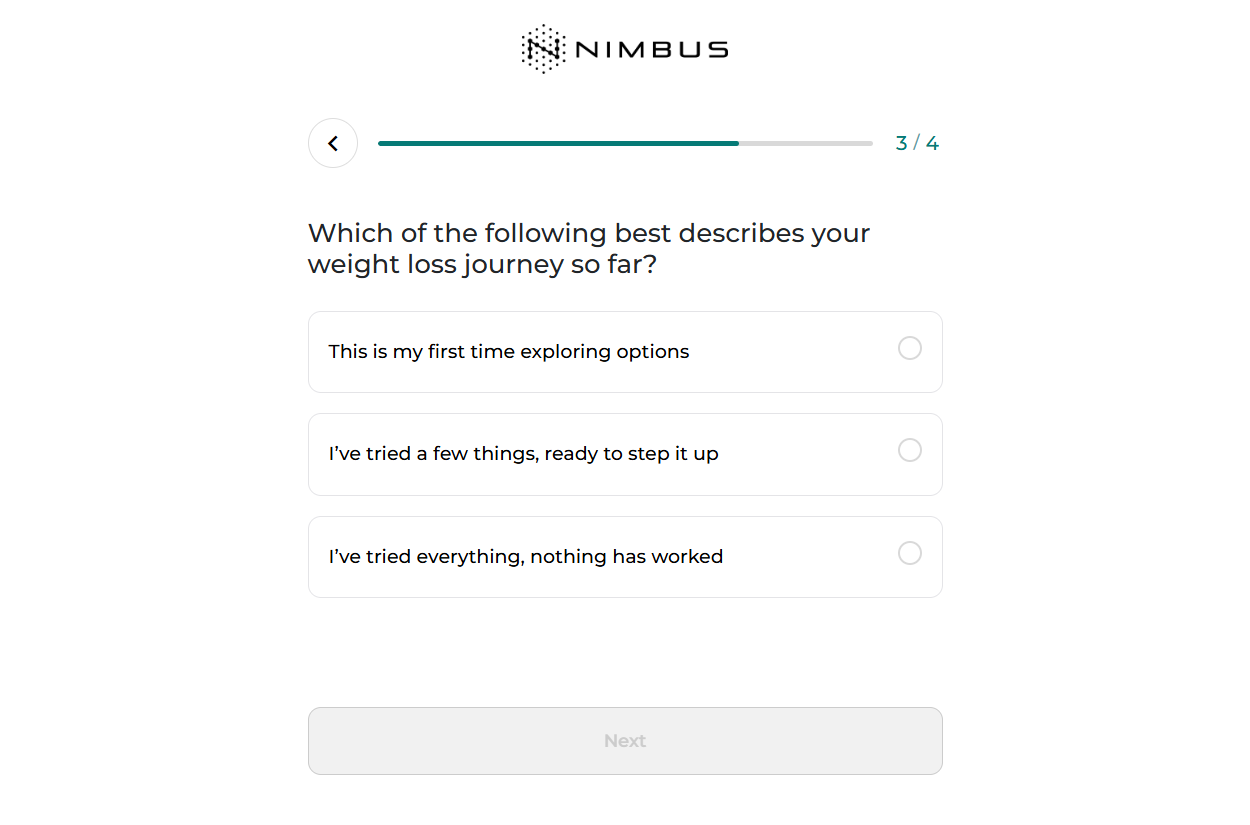 NIMBUS
3 / 4
Which of the following best describes your
weight loss journey so far?
This is my first time exploring options
I’ve tried a few things, ready to step it up
I’ve tried everything, nothing has worked
Next